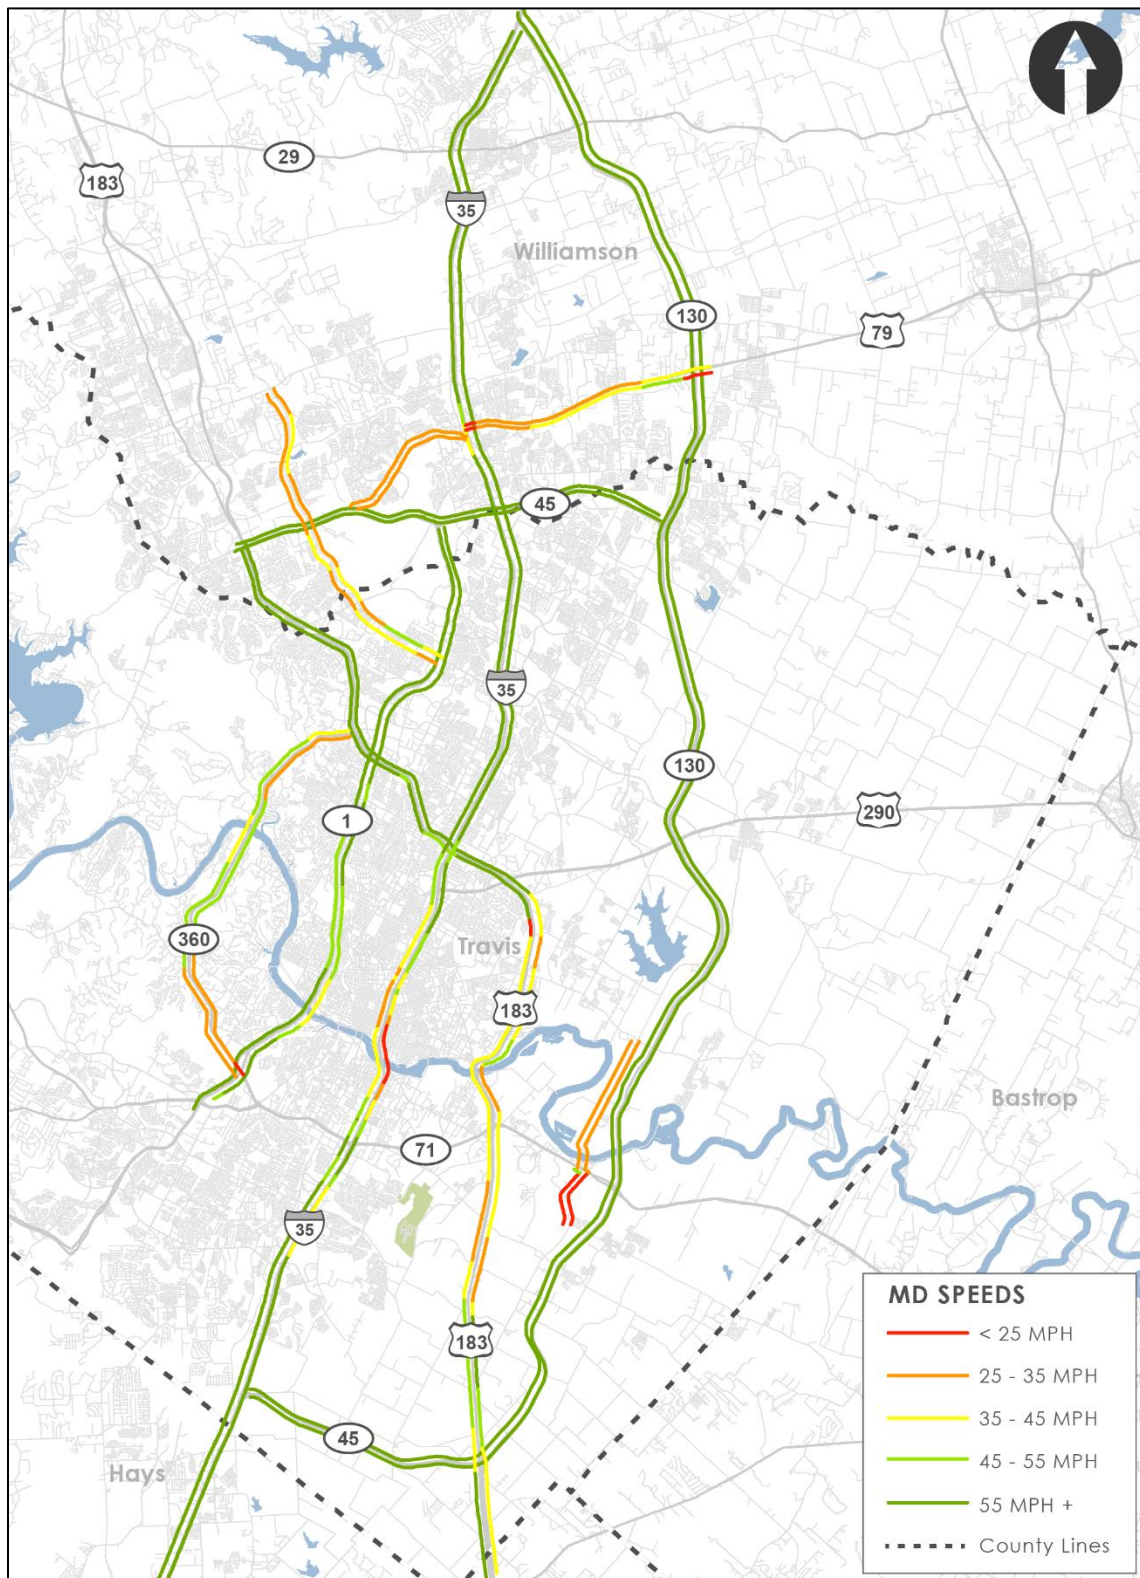 29
183
35
Williamson
130
79
45
35
130
290
1
360
Travis
183
Bastrop
71
35
183
45
Hays
MD SPEEDS
< 25 MPH
25 - 35 MPH
35 - 45 MPH
45 - 55 MPH
55 MPH +
County Lines